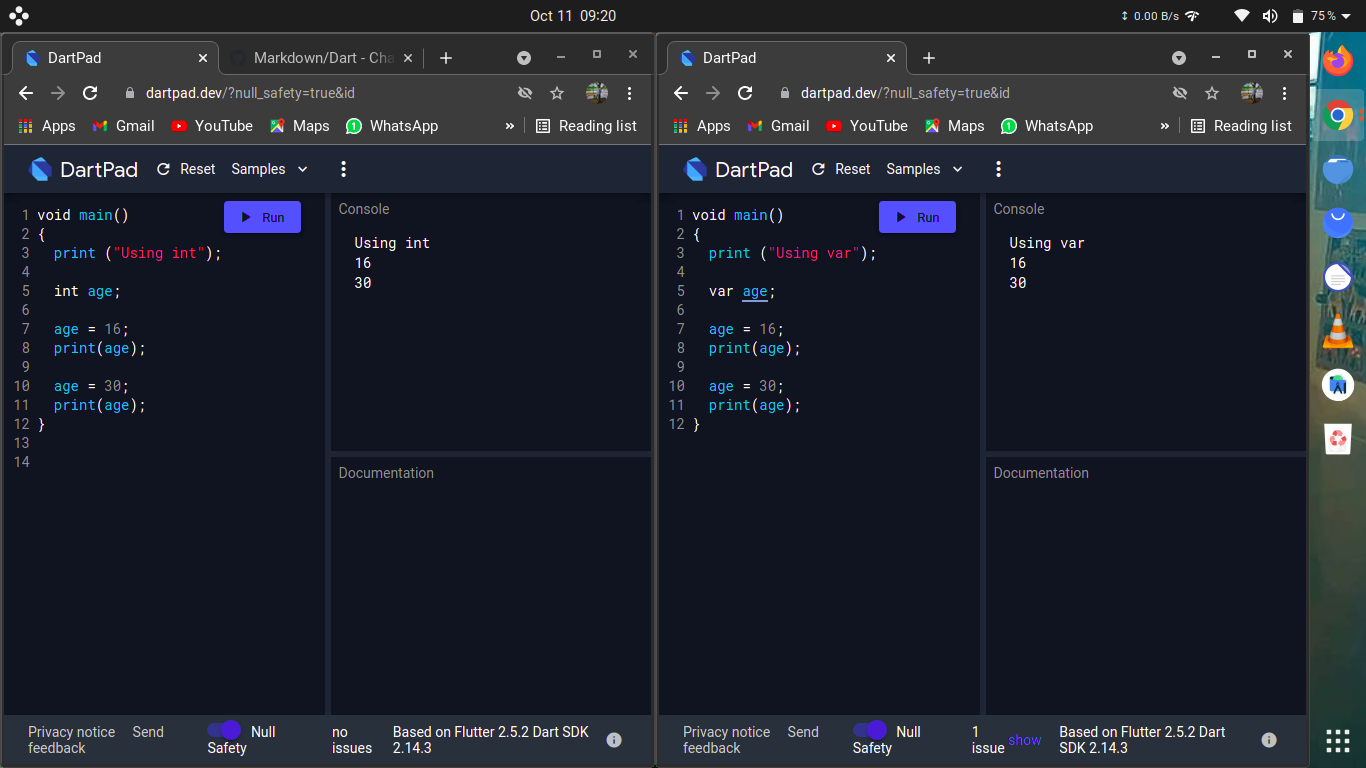 Oct 11 09:20
0.00 B/s
75%
DartPad
Markdown/Dart - Cha
dartpad.dev/?null_safety=true&id
Apps Gmail YouTube Maps WhatsApp » Reading list
DartPad Reset Samples
1 void main()
2 {
3 print ("Using int");
4
5 int age;
6
7 age = 16;
8 print(age);
9
10 age = 30;
11 print(age);
12 }
13
14
Run
Console
Using int
16
30
Documentation
Privacy notice Send
feedback
Null
Safety
no
issues
Based on Flutter 2.5.2 Dart SDK
2.14.3
DartPad
dartpad.dev/?null_safety=true&id
Apps Gmail YouTube Maps WhatsApp » Reading list
DartPad Reset Samples
1 void main()
2 {
3 print ("Using var");
4
5 var age;
6
7 age = 16;
8 print(age);
9
10 age = 30;
11 print(age);
12 }
Run
Console
Using var
16
30
Documentation
Privacy notice Send
feedback
Null
Safety
1
issue show
Based on Flutter 2.5.2 Dart
SDK 2.14.3